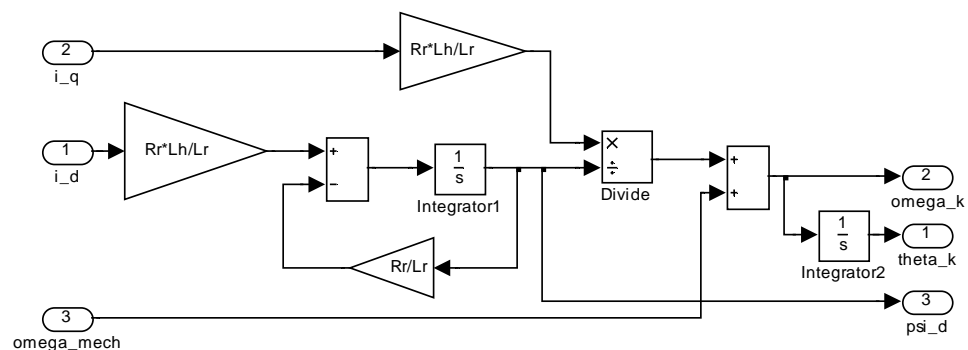 2
i_q
Rr*Lh/Lr
1
i_d
Rr*Lh/Lr
+
−
1
s
Integrator1
Rr/Lr
×
÷
Divide
+
+
2
omega_k
1
s
Integrator2
1
theta_k
3
psi_d
3
omega_mech